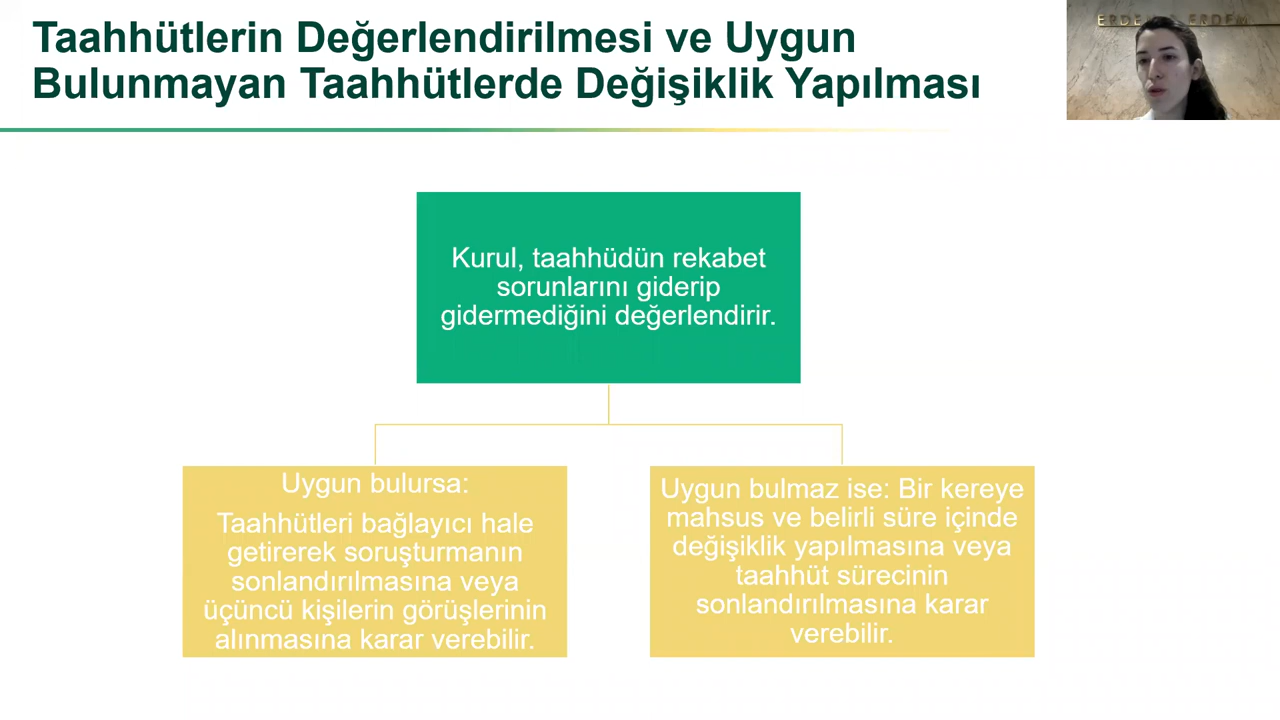 Taahhütlerin Değerlendirilmesi ve Uygun
Bulunmayan Taahhütlerde Değişiklik Yapılması
ERDEM ERDEM
Kurul, taahhüdün rekabet
sorunlarını giderip
gidermediğini değerlendirir.
Uygun bulursa:
Taahhütleri bağlayıcı hale
getirerek soruşturmanın
sonlandırılmasına veya
üçüncü kişilerin görüşlerinin
alınmasına karar verebilir.
Uygun bulmaz ise: Bir kereye
mahsus ve belirli süre içinde
değişiklik yapılmasına veya
taahhüt sürecinin
sonlandırılmasına karar
verebilir.